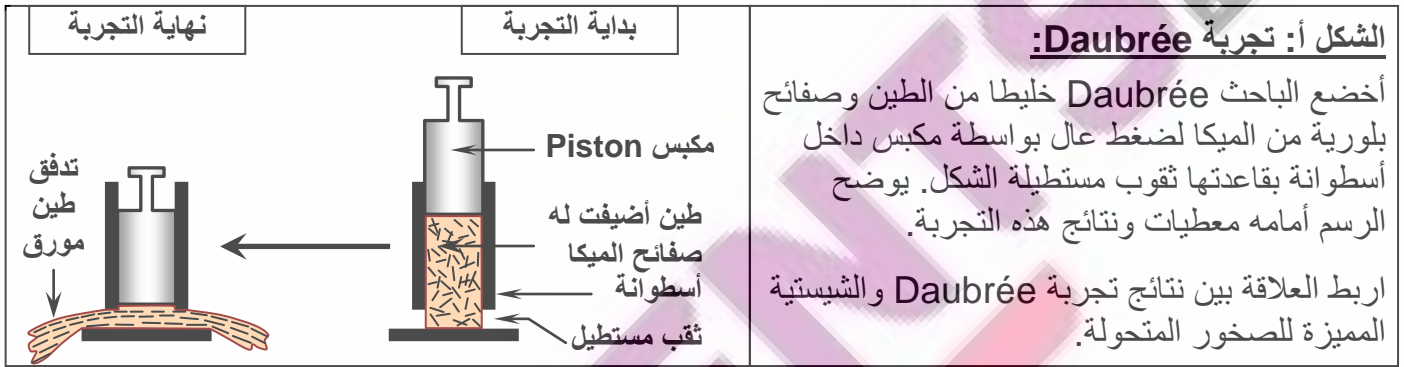 الشكل أ: تجربة Daubrée:
أخضع الباحث Daubrée خليطا من الطين وصفائح
بلورية من الميكا لضغط عال بواسطة مكبس داخل
أسطوانة بقاعدتها ثقوب مستطيلة الشكل. يوضح
الرسم أمامه معطيات ونتائج هذه التجربة.
اربط العلاقة بين نتائج تجربة Daubrée والشيستية
المميزة للصخور المتحولة.
بداية التجربة
مكبس Piston
طين أضيفت له
صفائح الميكا
أسطوانة
ثقب مستطيل
نهاية التجربة
تدفق
طين
مورق